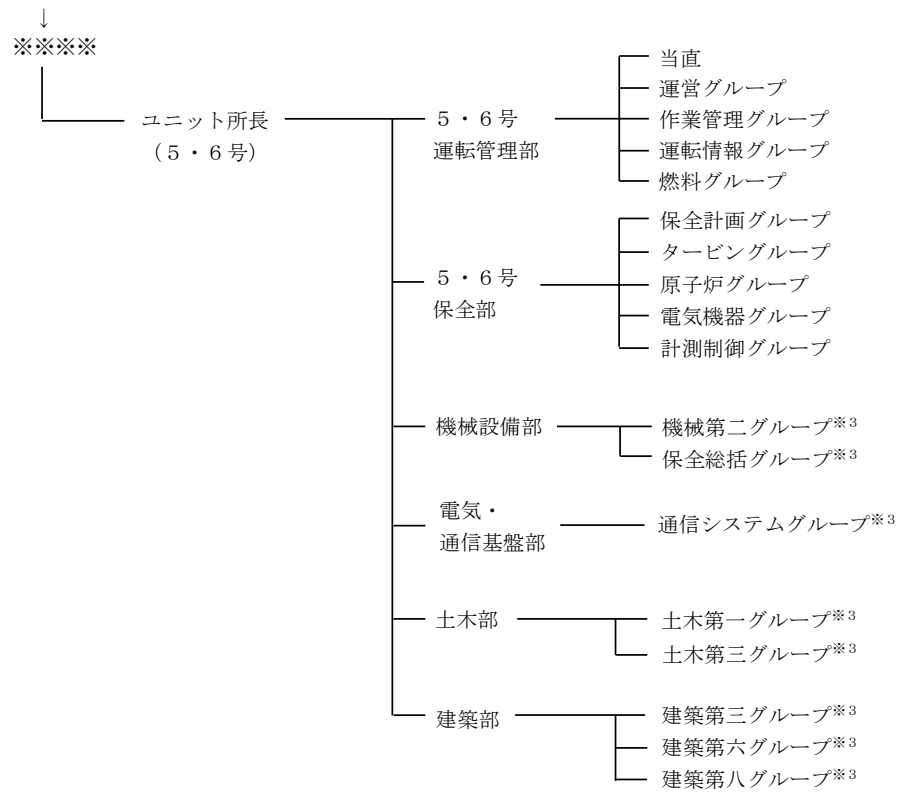 ↓
※※※※
ユニット所長
(5・6号)
5・6号
運転管理部
当直
運営グループ
作業管理グループ
運転情報グループ
燃料グループ
5・6号
保全部
保全計画グループ
タービングループ
原子炉グループ
電気機器グループ
計測制御グループ
機械設備部
機械第二グループ※3
保全総括グループ※3
電気・
通信基盤部
通信システムグループ※3
土木部
土木第一グループ※3
土木第三グループ※3
建築部
建築第三グループ※3
建築第六グループ※3
建築第八グループ※3